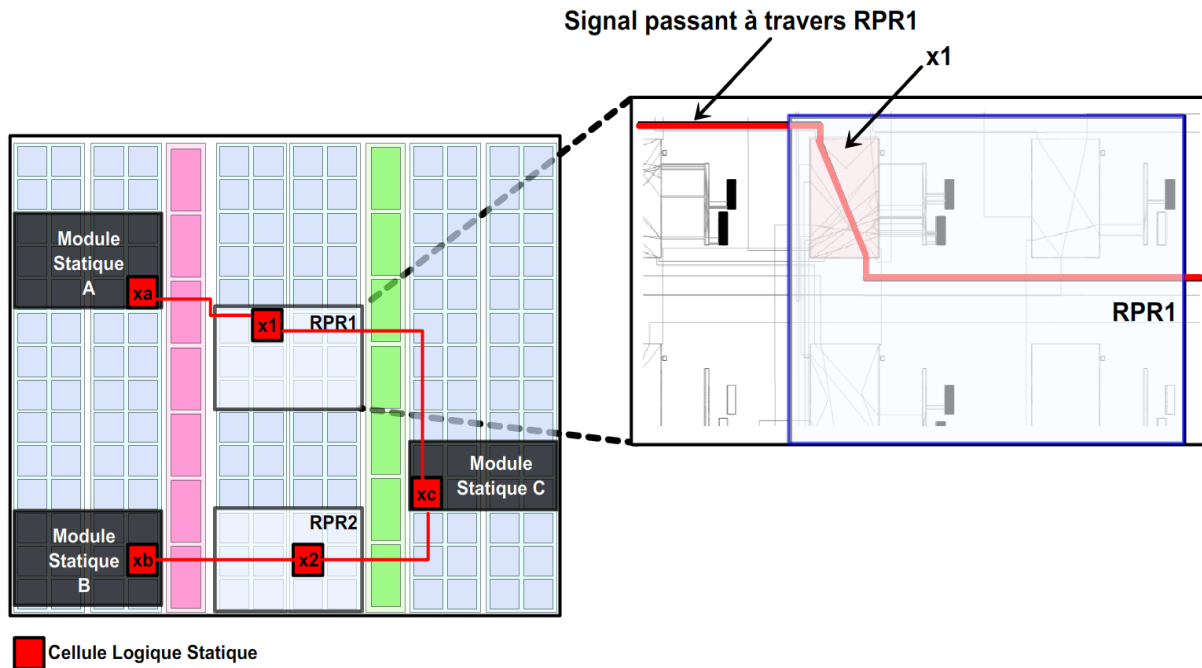 Signal passant à travers RPR1
x1
Module
Statique
A
xa
x1
RPR1
RPR1
Module
Statique C
xc
Module
Statique
B
xb
RPR2
x2
Cellule Logique Statique